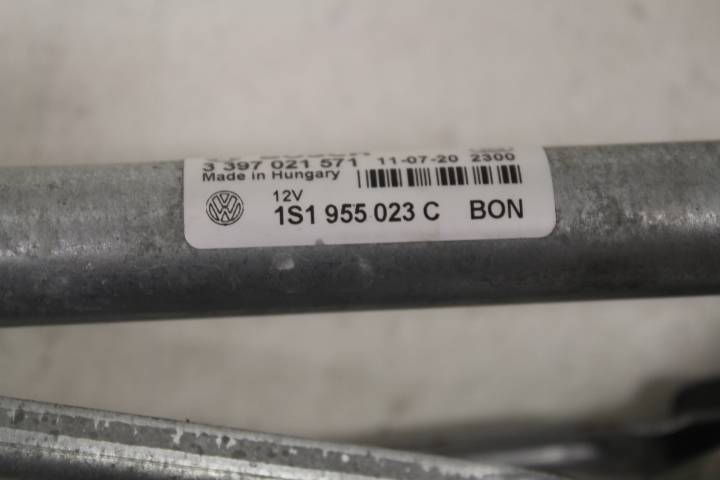 3 397 021 571 11-07-20 2300
Made in Hungary
12V
1S1 955 023 C BON